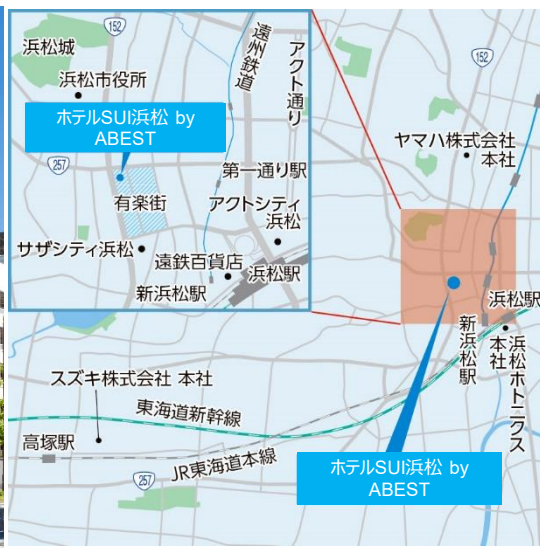 152
浜松城
浜松市役所
ホテルSUI浜松 by
ABEST
257
有楽街
サザシティ浜松
遠鉄百貨店
新浜松駅
浜松駅
遠州鉄道
アクト通り
第一通り駅
アクトシティ
浜松
152
ヤマハ株式会社
本社
浜松駅
新浜松駅
浜松ホトニクス
本社
スズキ株式会社 本社
東海道新幹線
高塚駅
JR東海道本線
257
ホテルSUI浜松 by
ABEST